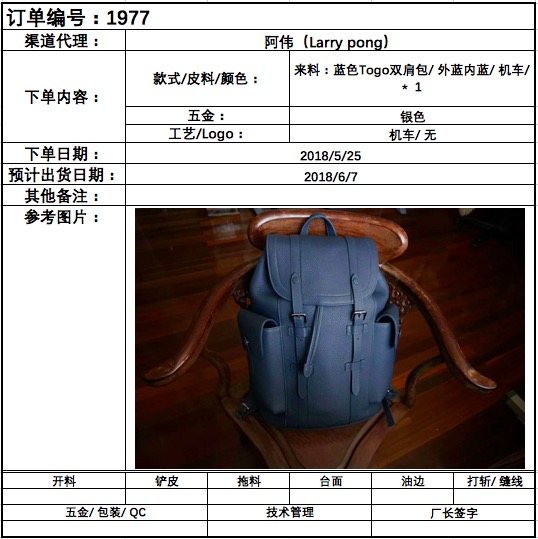 订单编号：1977
渠道代理： 阿伟（Larry pong）
下单内容： 款式/皮料/颜色： 来料：蓝色Togo双肩包/ 外蓝内蓝/ 机车/
* 1
五金： 银色
工艺/Logo： 机车/ 无
下单日期： 2018/5/25
预计出货日期： 2018/6/7
其他备注：
参考图片：
开料 铲皮 拖料 台面 油边 打斩/ 缝线
五金/ 包装/ QC 技术管理 厂长签字